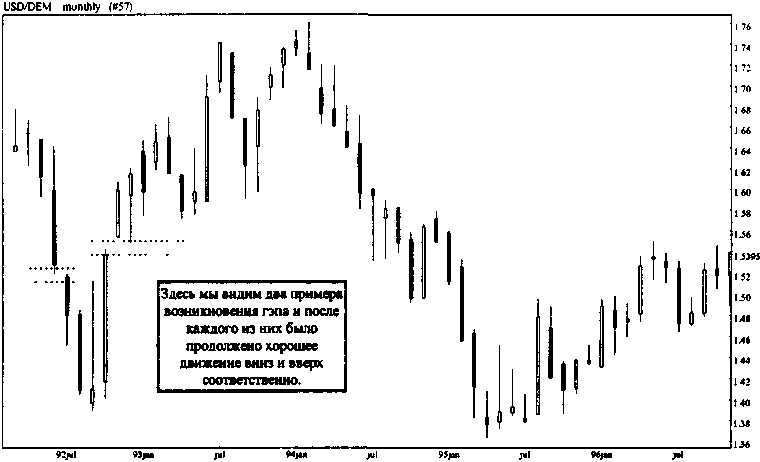 USD/DEM monthly (#57)
1.76
1.74
1.72
1.70
1.68
1.66
1.64
1.62
1.60
1.58
1.56
1.5395
1.52
1.50
1.48
1.46
1.44
1.42
1.40
1.38
1.36
Здесь мы видим два примера
возникновения гэпа и после
каждого из них было
продолжено хорошее
движение вниз и вверх
соответственно.
92jul 93jan jul 94jan jul 95jan jul 96jan jul